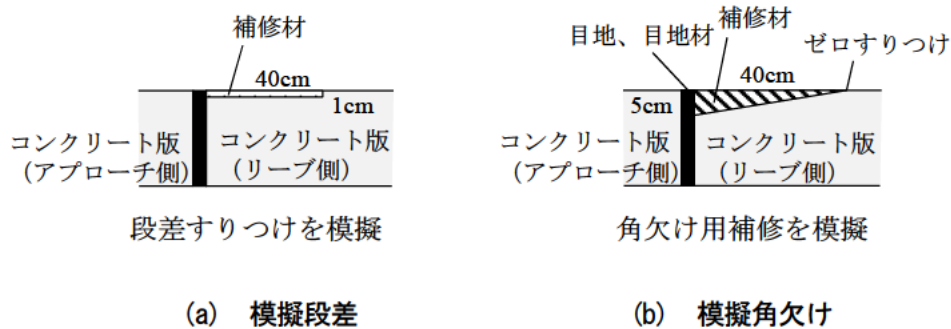 補修材
40cm
1cm
コンクリート版
(アプローチ側)
コンクリート版
(リーブ側)
段差すりつけを模擬
(a) 模擬段差
目地、目地材
補修材
ゼロすりつけ
40cm
5cm
コンクリート版
(アプローチ側)
コンクリート版
(リーブ側)
角欠け用補修を模擬
(b) 模擬角欠け